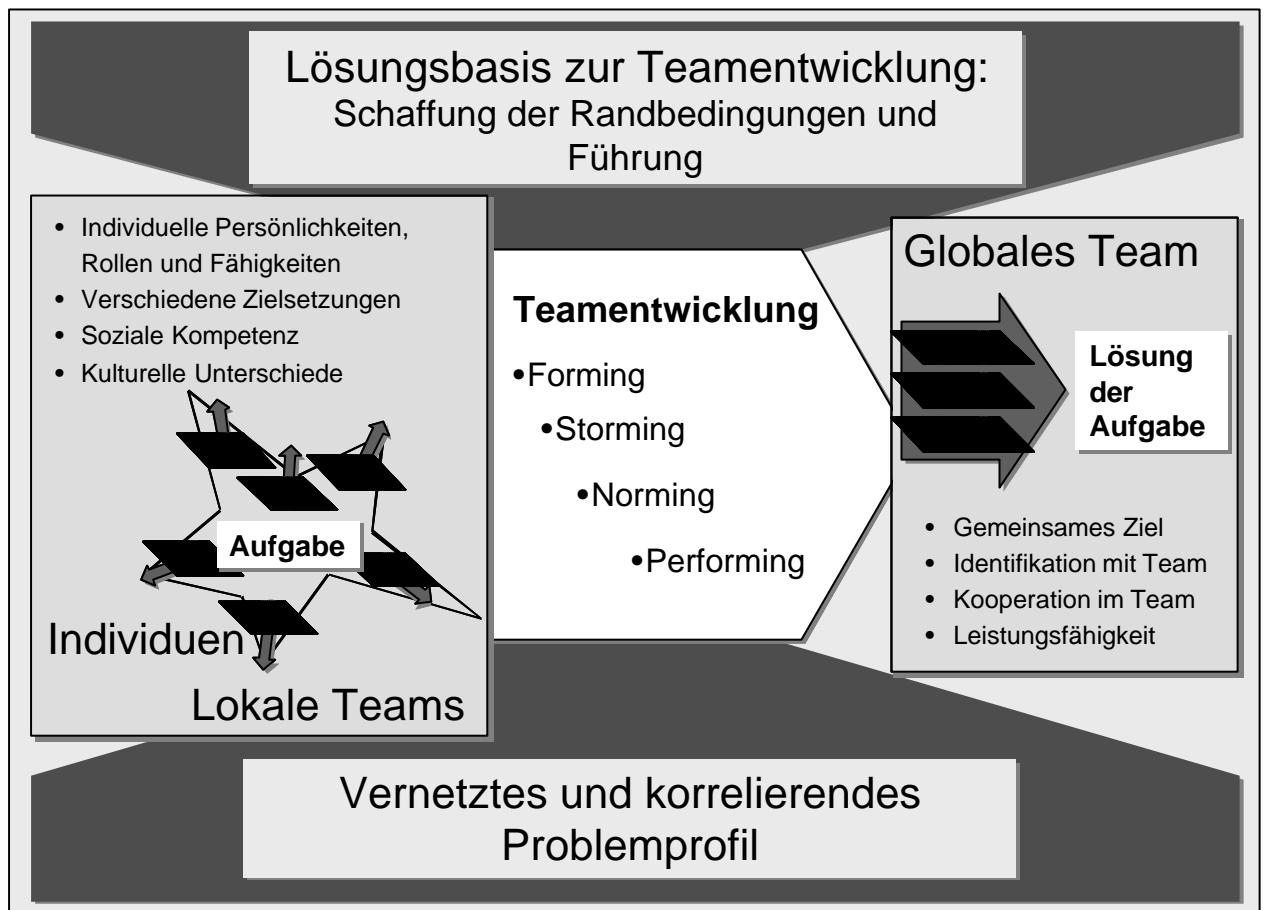 Lösungsbasis zur Teamentwicklung:
Schaffung der Randbedingungen und
Führung
• Individuelle Persönlichkeiten,
Rollen und Fähigkeiten
• Verschiedene Zielsetzungen
• Soziale Kompetenz
• Kulturelle Unterschiede
Aufgabe
Individuen
Lokale Teams
Teamentwicklung
•Forming
•Storming
•Norming
•Performing
Globales Team
Lösung
der
Aufgabe
• Gemeinsames Ziel
• Identifikation mit Team
• Kooperation im Team
• Leistungsfähigkeit
Vernetztes und korrelierendes
Problemprofil